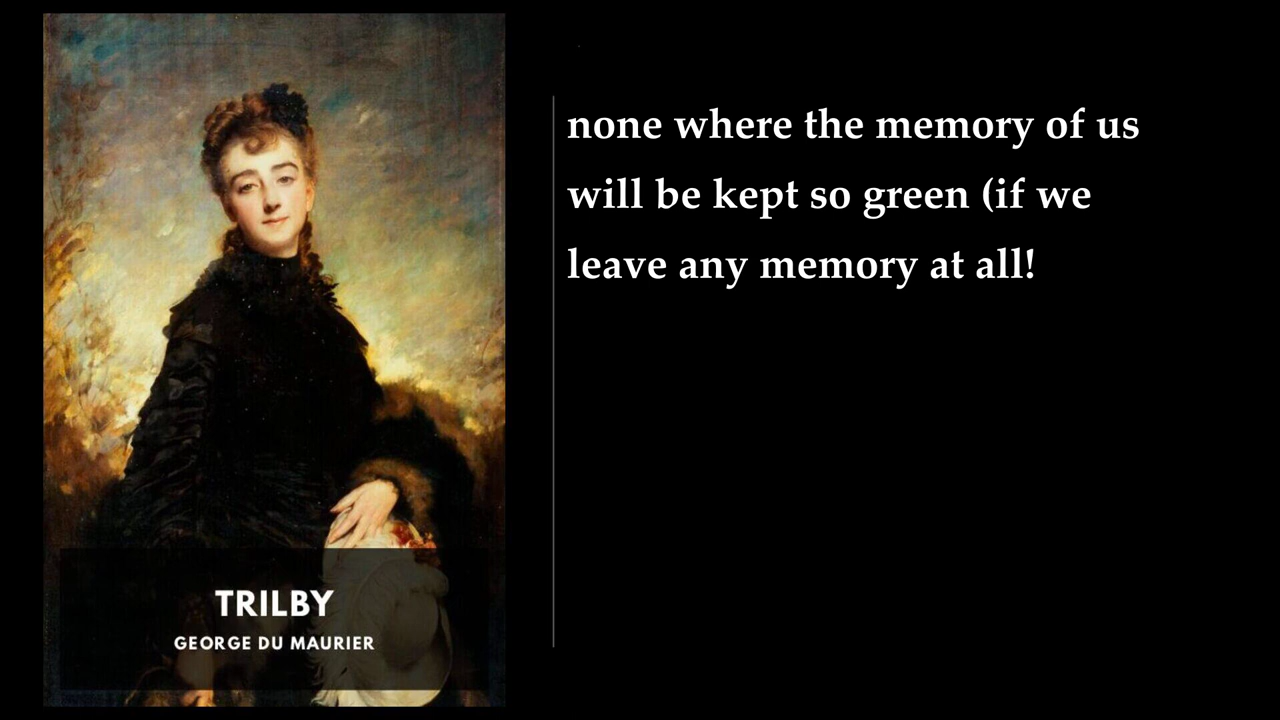 TRILBY
GEORGE DU MAURIER
none where the memory of us
will be kept so green (if we
leave any memory at all!